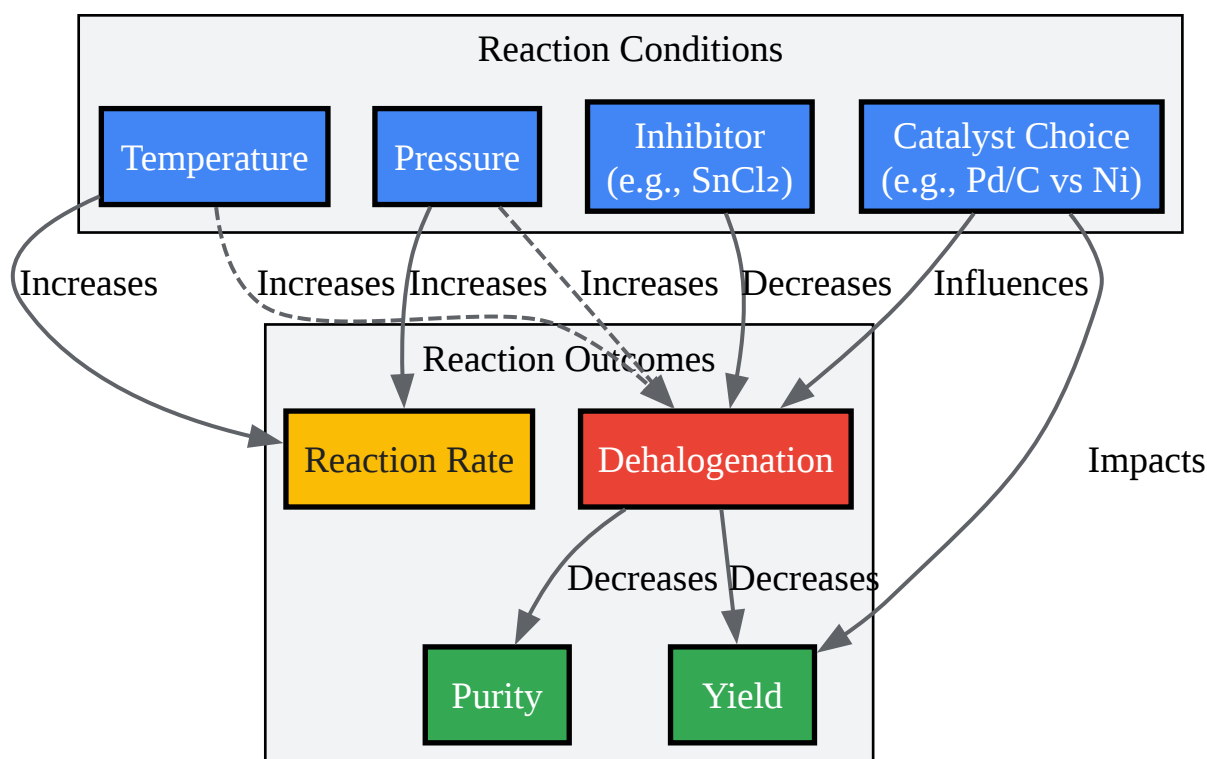 Reaction Conditions
Temperature
Pressure
Inhibitor
(e.g., SnCl₂)
Catalyst Choice
(e.g., Pd/C vs Ni)
Increases
Increases
Increases
Increases
Decreases
Influences
Reaction Outcomes
Reaction Rate
Dehalogenation
Impacts
Decreases
Decreases
Purity
Yield